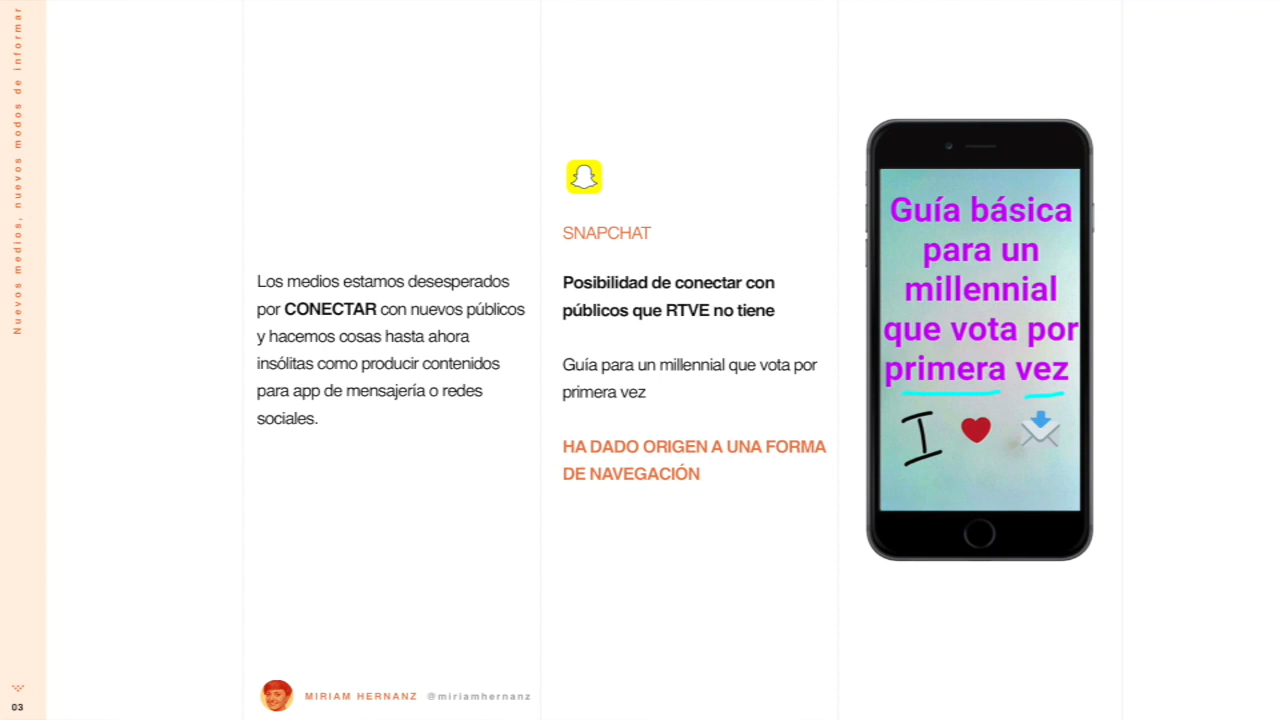 Nuevos medios, nuevos modos de informar
03
Los medios estamos desesperados
por CONECTAR con nuevos públicos
y hacemos cosas hasta ahora
insólitas como producir contenidos
para app de mensajería o redes
sociales.
SNAPCHAT
Posibilidad de conectar con
públicos que RTVE no tiene
Guía para un millennial que vota por
primera vez
HA DADO ORIGEN A UNA FORMA
DE NAVEGACIÓN
Guía básica
para un
millennial
que vota por
primera vez
I
MIRIAM HERNANZ @miriamhernanz